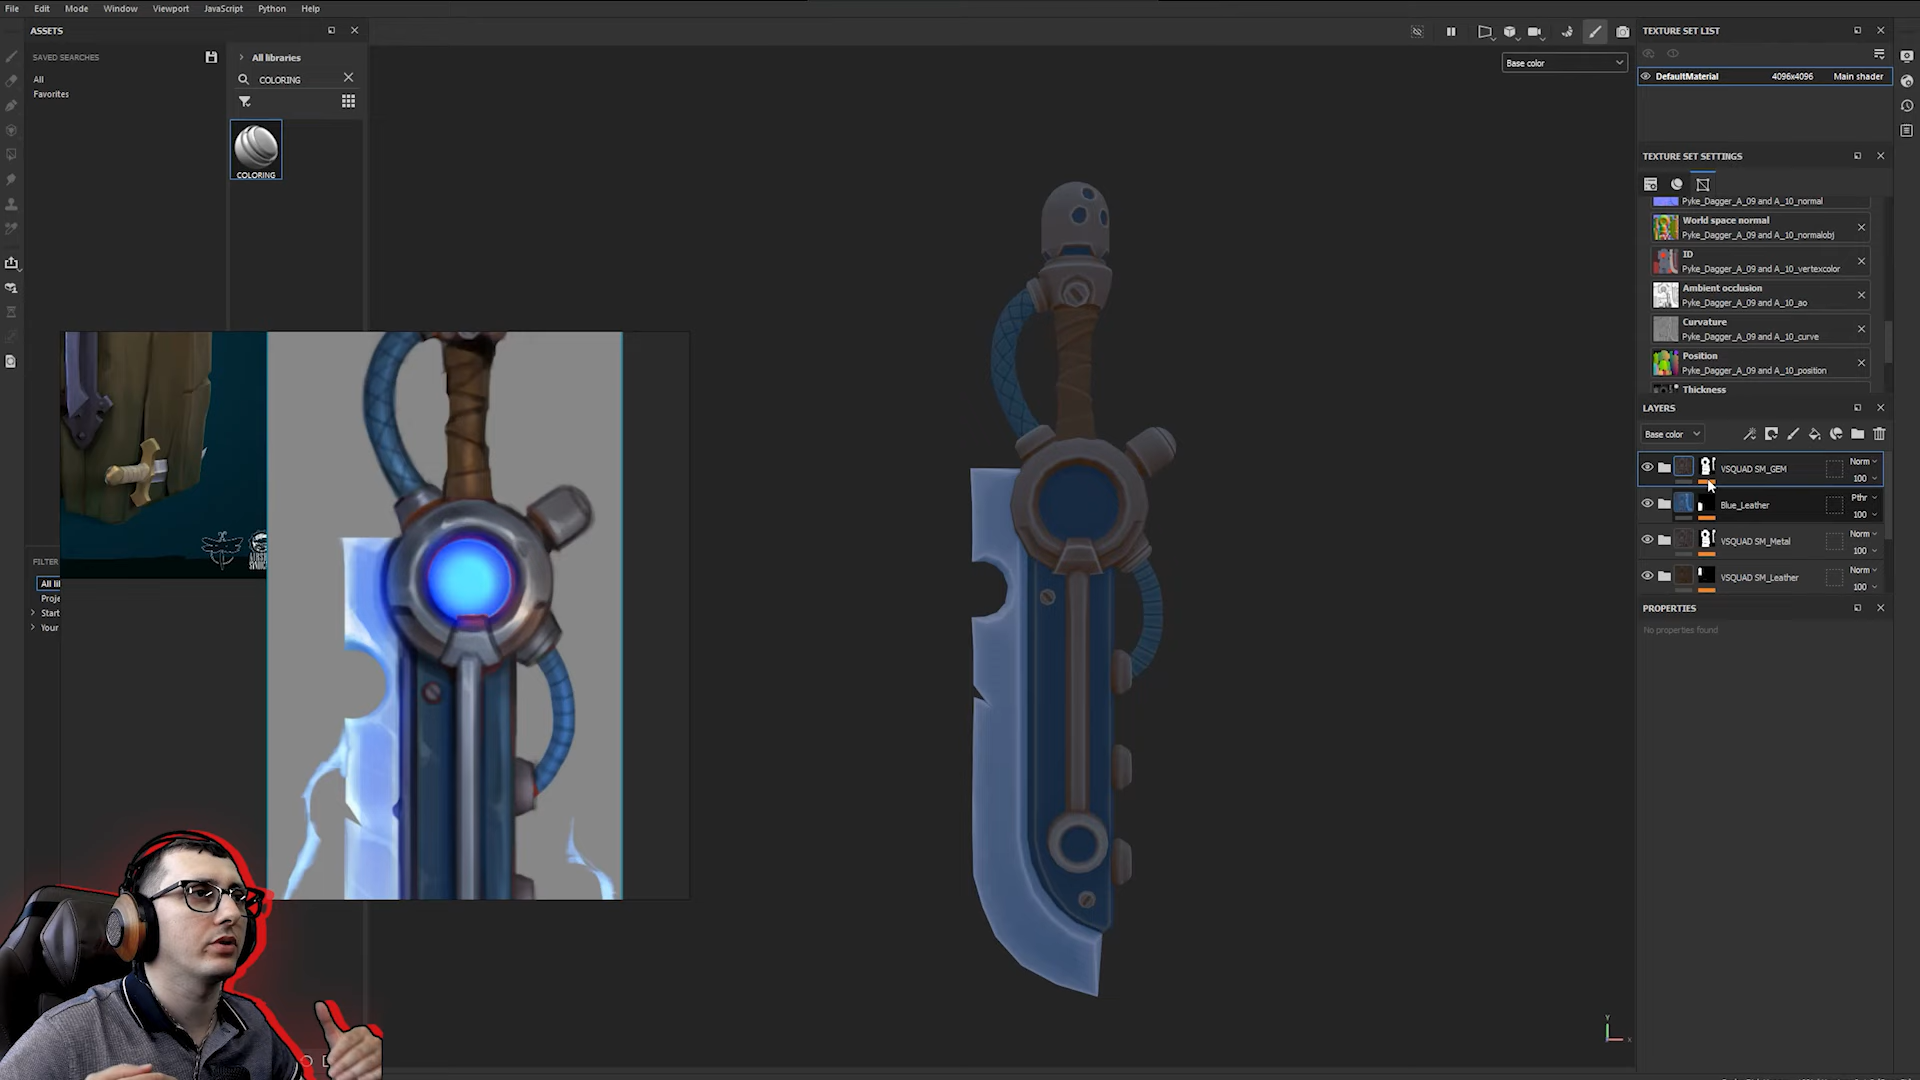 File Edit Mode Window Viewport JavaScript Python Help
ASSETS
SAVED SEARCHES
All
Favorites
All libraries
COLORING
COLORING
FILTER
All li
Proje
Start
Your
Base color
TEXTURE SET LIST
DefaultMaterial 4096x4096 Main shader
TEXTURE SET SETTINGS
Pyke_Dagger_A_09 and A_10_normal
World space normal
Pyke_Dagger_A_09 and A_10_normalobj
ID
Pyke_Dagger_A_09 and A_10_vertexcolor
Ambient occlusion
Pyke_Dagger_A_09 and A_10_ao
Curvature
Pyke_Dagger_A_09 and A_10_curve
Position
Pyke_Dagger_A_09 and A_10_position
Thickness
LAYERS
Base color
VSQUAD SM_GEM Norm
100
Blue_Leather Pthr
100
VSQUAD SM_Metal Norm
100
VSQUAD SM_Leather Norm
100
PROPERTIES
No properties found
Y
X